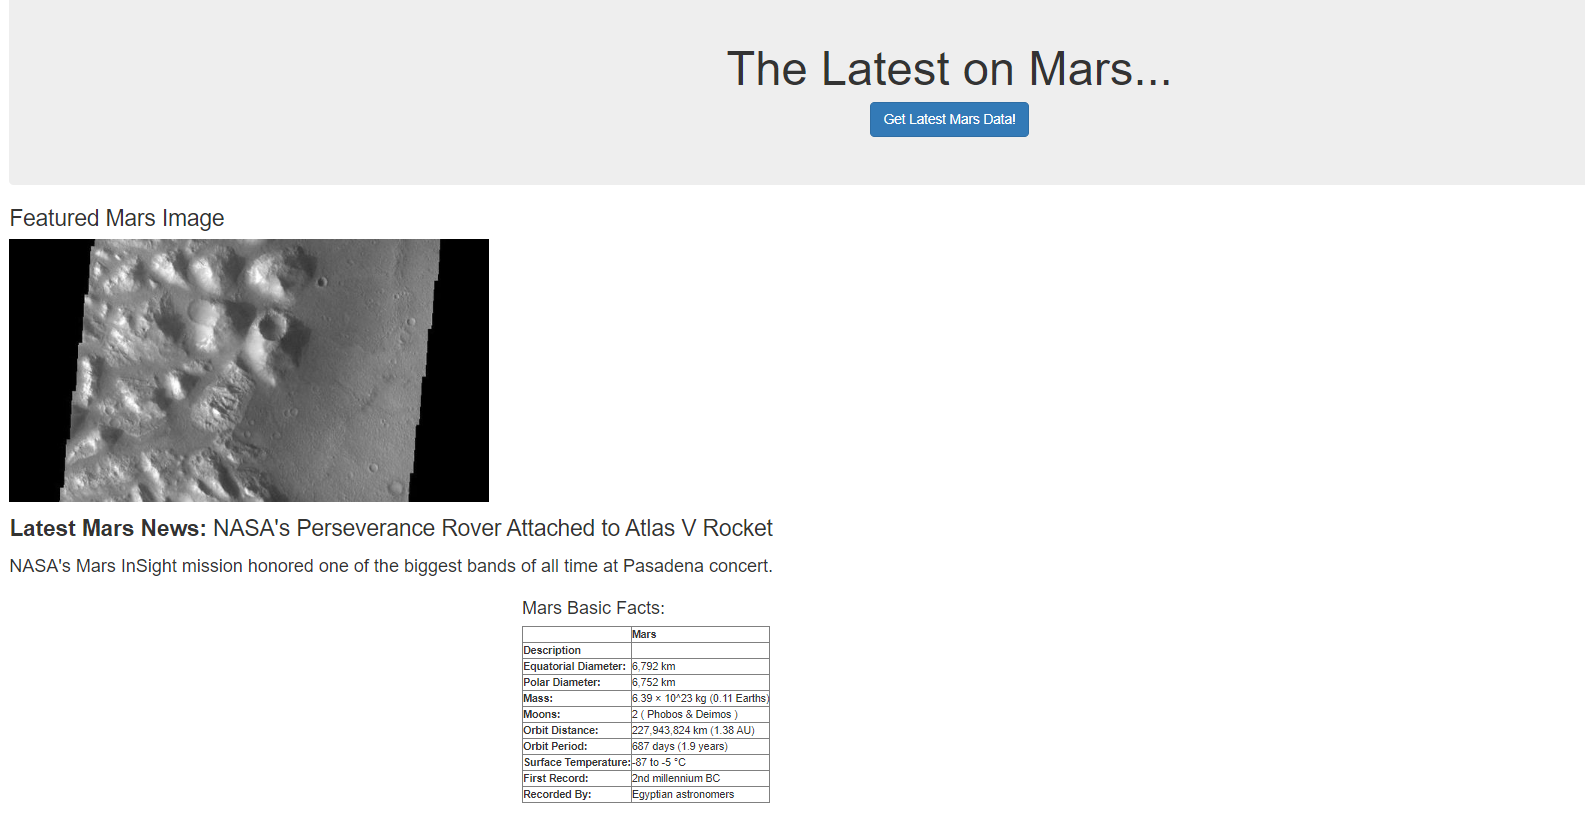 The Latest on Mars...
Get Latest Mars Data!
Featured Mars Image
Latest Mars News: NASA's Perseverance Rover Attached to Atlas V Rocket
NASA's Mars InSight mission honored one of the biggest bands of all time at Pasadena concert.
Mars Basic Facts:
Mars
Description
Equatorial Diameter: 6,792 km
Polar Diameter: 6,752 km
Mass: 6.39 × 10^23 kg (0.11 Earths)
Moons: 2 ( Phobos & Deimos )
Orbit Distance: 227,943,824 km (1.38 AU)
Orbit Period: 687 days (1.9 years)
Surface Temperature: -87 to -5 °C
First Record: 2nd millennium BC
Recorded By: Egyptian astronomers